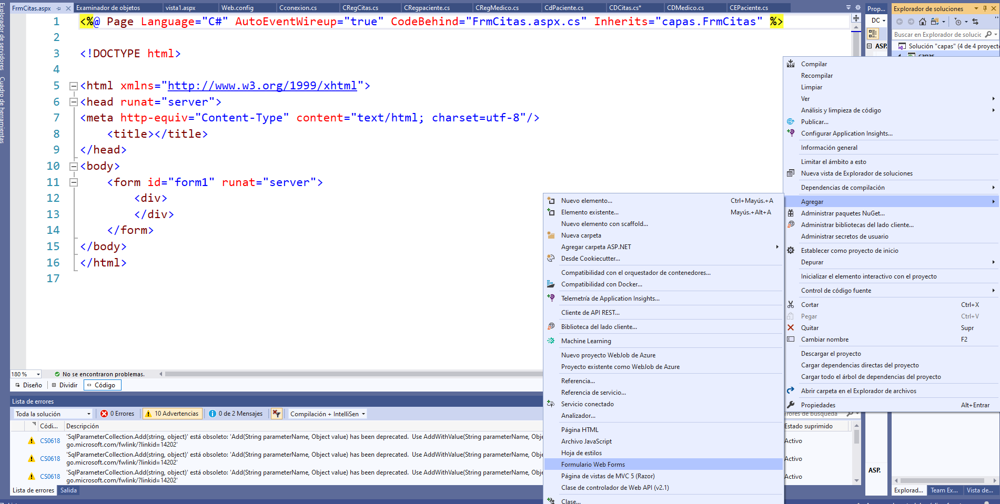 FrmCitas.aspx
Examinador de objetos
vista1.aspx
Web.config
Cconexion.cs
CRegCitas.cs
CRegpaciente.cs
CRegMedico.cs
CdPaciente.cs
CDCitas.cs*
CDMedico.cs
CEPaciente.cs
Prop...
Explorador de soluciones
Explorador de servidores
Cuadro de herramientas
DC
Buscar en Explorador de solucic
ASP.
Solución "capas" (4 de 4 proyecto
capas
1 <%@ Page Language="C#" AutoEventWireup="true" CodeBehind="FrmCitas.aspx.cs" Inherits="capas.FrmCitas" %>
2
3 <!DOCTYPE html>
4
5 <html xmlns="http://www.w3.org/1999/xhtml">
6 <head runat="server">
7 <meta http-equiv="Content-Type" content="text/html; charset=utf-8"/>
8 <title></title>
9 </head>
10 <body>
11 <form id="form1" runat="server">
12 <div>
13 </div>
14 </form>
15 </body>
16 </html>
17
Compilar
Recompilar
Limpiar
Ver
Análisis y limpieza de código
Publicar...
Configurar Application Insights...
Información general
Limitar el ámbito a esto
Nueva vista de Explorador de soluciones
Dependencias de compilación
Agregar
Administrar paquetes NuGet...
Administrar bibliotecas del lado cliente...
Administrar secretos de usuario
Establecer como proyecto de inicio
Depurar
Inicializar el elemento interactivo con el proyecto
Control de código fuente
Cortar Ctrl+X
Pegar Ctrl+V
Quitar Supr
Cambiar nombre F2
Descargar el proyecto
Cargar dependencias directas del proyecto
Cargar todo el árbol de dependencias del proyecto
Abrir carpeta en el Explorador de archivos
Propiedades Alt+Entrar
Nuevo elemento... Ctrl+Mayús.+A
Elemento existente... Mayús.+Alt+A
Nuevo elemento con scaffold...
Nueva carpeta
Agregar carpeta ASP.NET
Desde Cookiecutter...
Compatibilidad con el orquestador de contenedores...
Compatibilidad con Docker...
Telemetría de Application Insights...
Cliente de API REST...
Biblioteca del lado cliente...
Machine Learning
Nuevo proyecto WebJob de Azure
Proyecto existente como WebJob de Azure
Referencia...
Referencia de servicio...
Servicio conectado
Analizador...
Página HTML
Archivo JavaScript
Hoja de estilos
Formulario Web Forms
Página de vistas de MVC 5 (Razor)
Clase de controlador de Web API (v2.1)
Clase...
180 %
No se encontraron problemas.
Diseño
Dividir
Código
Lista de errores
Toda la solución
0 Errores
10 Advertencias
0 de 2 Mensajes
Compilación + IntelliSen
rrores de búsqueda
Códi...
Descripción
Estado suprimido
CS0618
'SqlParameterCollection.Add(string, object)' está obsoleto: 'Add(String parameterName, Object value) has been deprecated. Use AddWithValue(String parameterName, Obje
go.microsoft.com/fwlink/?linkid=14202'
Activo
CS0618
'SqlParameterCollection.Add(string, object)' está obsoleto: 'Add(String parameterName, Object value) has been deprecated. Use AddWithValue(String parameterName, Obje
go.microsoft.com/fwlink/?linkid=14202'
Activo
CS0618
'SqlParameterCollection.Add(string, object)' está obsoleto: 'Add(String parameterName, Object value) has been deprecated. Use AddWithValue(String parameterName, Obje
go.microsoft.com/fwlink/?linkid=14202'
Activo
ASP.
Lista de errores
Salida
Explorad...
Team Ex...
Vista de...